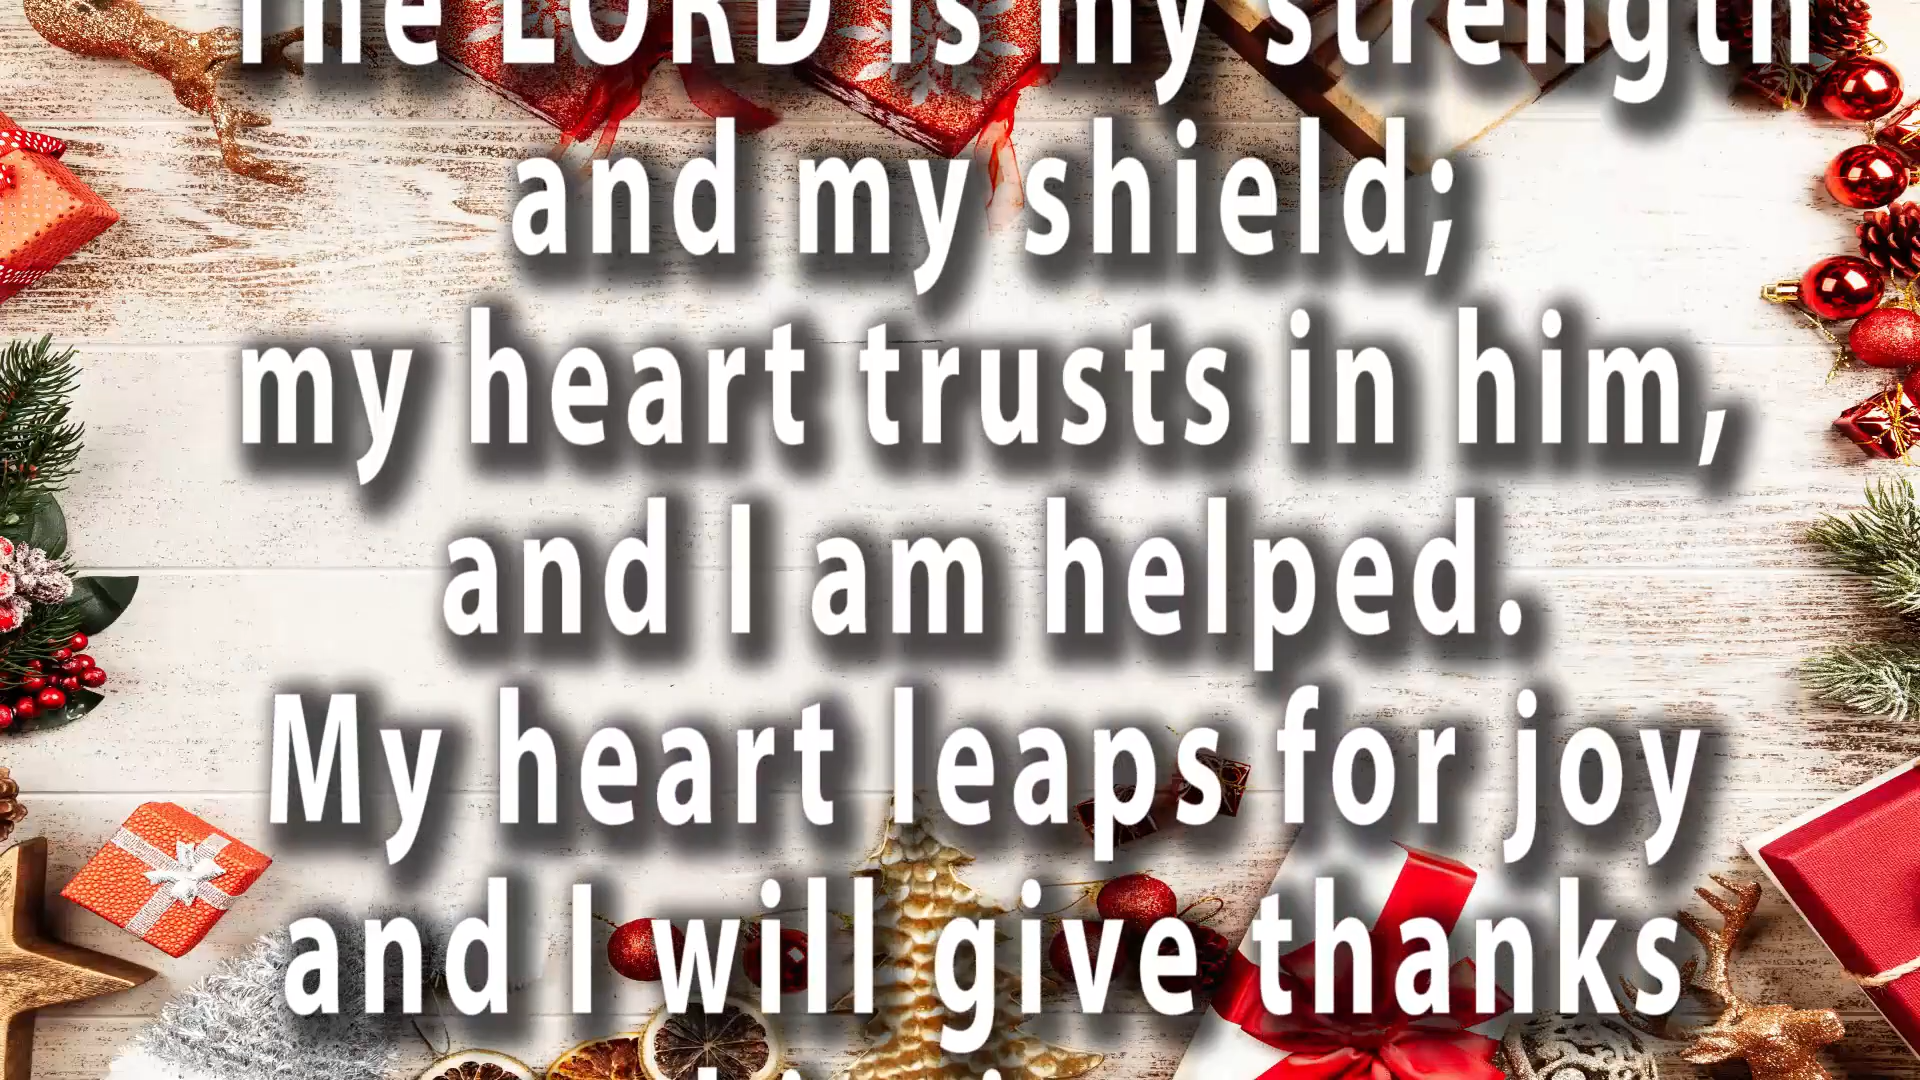 The LORD is my strength
and my shield;
my heart trusts in him,
and I am helped.
My heart leaps for joy
and I will give thanks